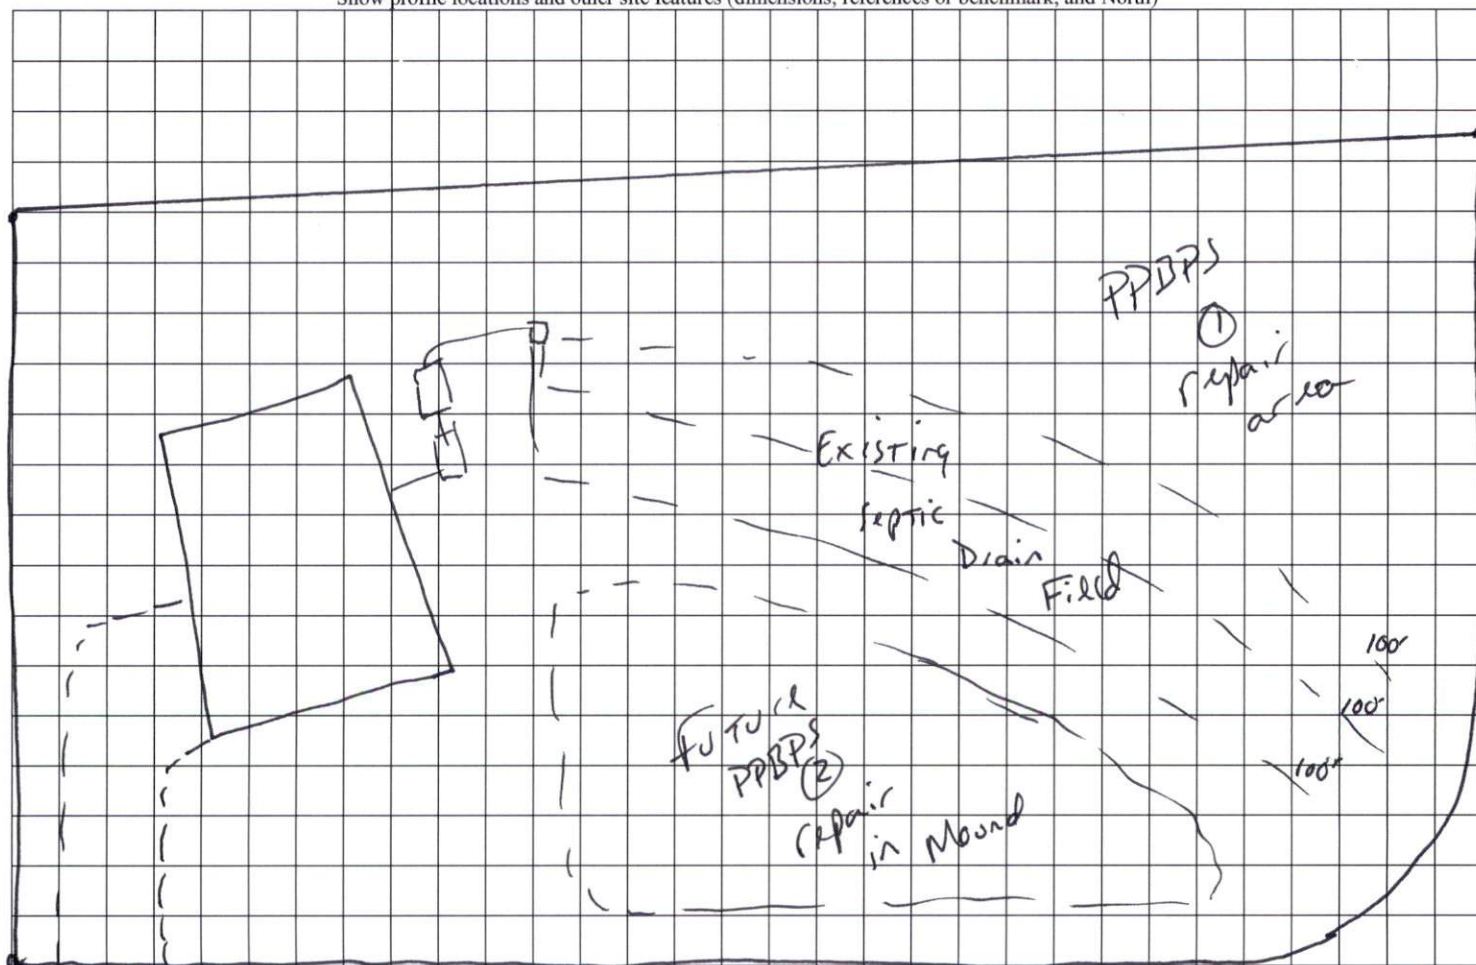 Show profile locations and other site features (dimensions, references or benchmark, and North)
PPBPS
①
repair
area
Existing
Septic
Drain
Field
100'
100'
100'
Future
PPBPS
②
repair
in Mound